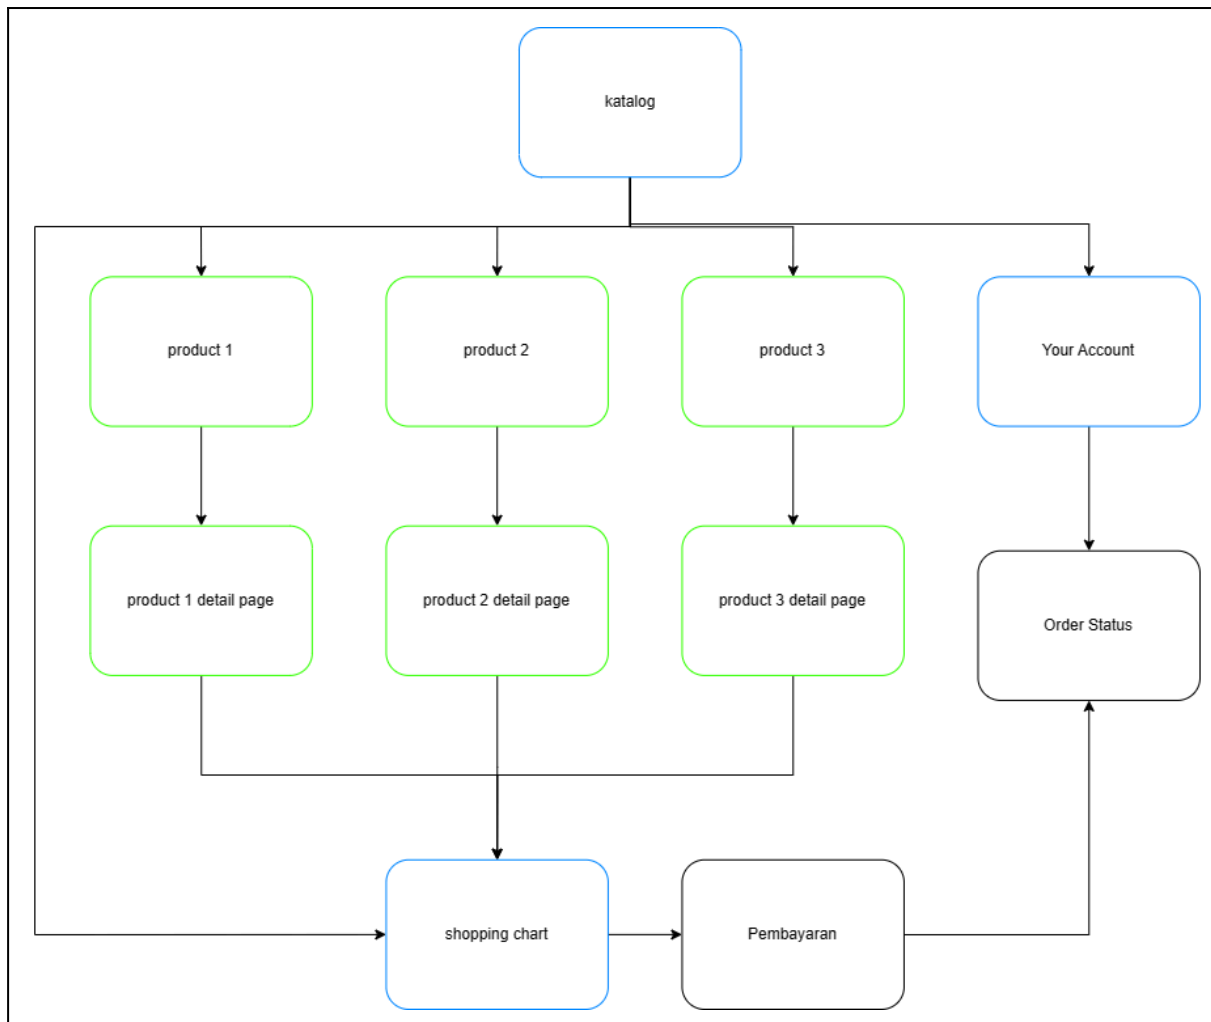 katalog
product 1
product 2
product 3
Your Account
product 1 detail page
product 2 detail page
product 3 detail page
Order Status
shopping chart
Pembayaran